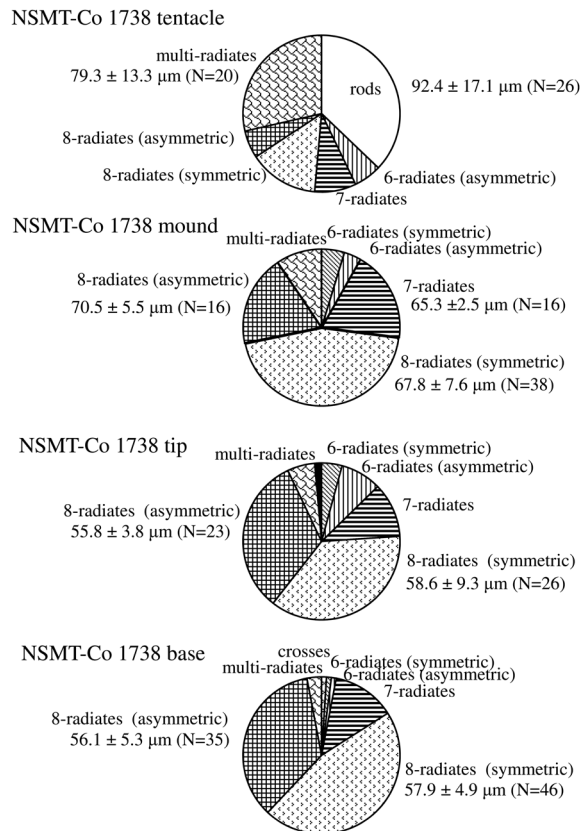 NSMT-Co 1738 tentacle
multi-radiates
79.3 ± 13.3 μm (N=20)
rods
92.4 ± 17.1 μm (N=26)
8-radiates (asymmetric)
8-radiates (symmetric)
6-radiates (asymmetric)
7-radiates
NSMT-Co 1738 mound
multi-radiates
6-radiates (symmetric)
6-radiates (asymmetric)
8-radiates (asymmetric)
70.5 ± 5.5 μm (N=16)
7-radiates
65.3 ±2.5 μm (N=16)
8-radiates (symmetric)
67.8 ± 7.6 μm (N=38)
NSMT-Co 1738 tip
multi-radiates
6-radiates (symmetric)
6-radiates (asymmetric)
8-radiates (asymmetric)
55.8 ± 3.8 μm (N=23)
7-radiates
8-radiates (symmetric)
58.6 ± 9.3 μm (N=26)
NSMT-Co 1738 base
crosses
multi-radiates
6-radiates (symmetric)
6-radiates (asymmetric)
7-radiates
8-radiates (asymmetric)
56.1 ± 5.3 μm (N=35)
8-radiates (symmetric)
57.9 ± 4.9 μm (N=46)